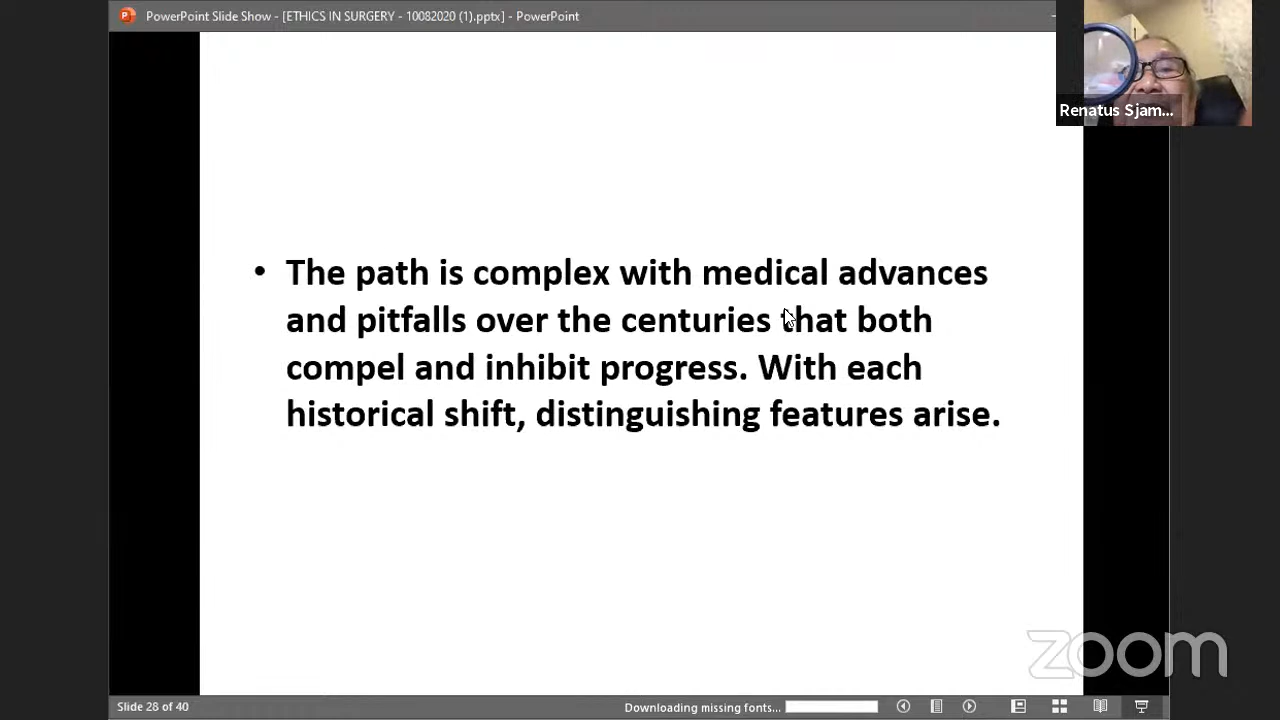 PowerPoint Slide Show - [ETHICS IN SURGERY - 10082020 (1).pptx] - PowerPoint
Renatus Sjam...
• The path is complex with medical advances
and pitfalls over the centuries that both
compel and inhibit progress. With each
historical shift, distinguishing features arise.
zoom
Slide 28 of 40
Downloading missing fonts...